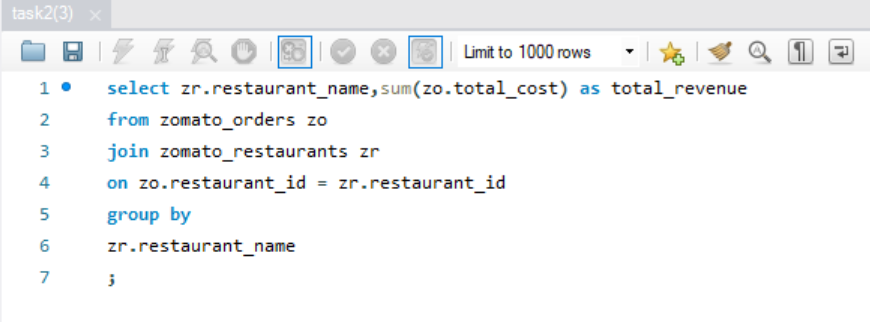 task2(3)
Limit to 1000 rows
1 select zr.restaurant_name,sum(zo.total_cost) as total_revenue
2 from zomato_orders zo
3 join zomato_restaurants zr
4 on zo.restaurant_id = zr.restaurant_id
5 group by
6 zr.restaurant_name
7 ;